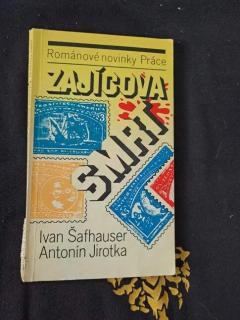 Románové novinky Práce
ZAJÍCOVA
SMRT
Ivan Šafhauser
Antonín Jirotka